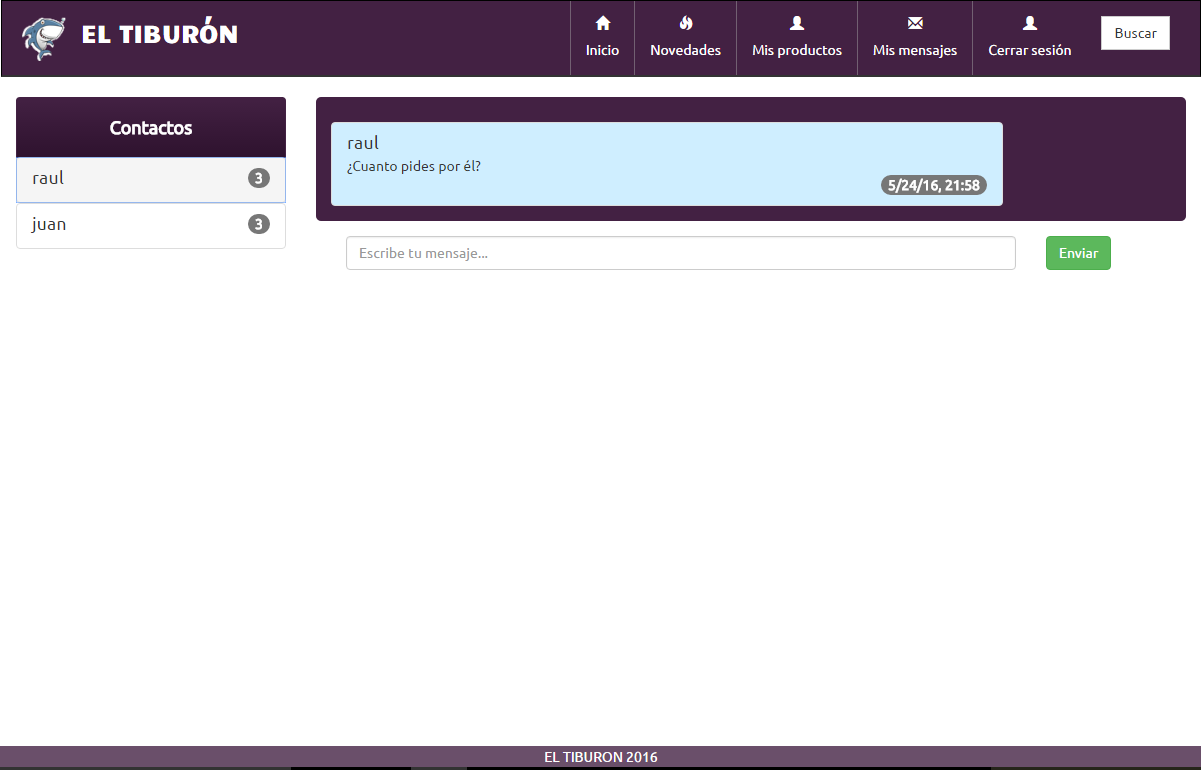 EL TIBURÓN
Inicio
Novedades
Mis productos
Mis mensajes
Cerrar sesión
Buscar
Contactos
raul 3
juan 3
raul
¿Cuanto pides por él?
5/24/16, 21:58
Escribe tu mensaje...
Enviar
EL TIBURON 2016